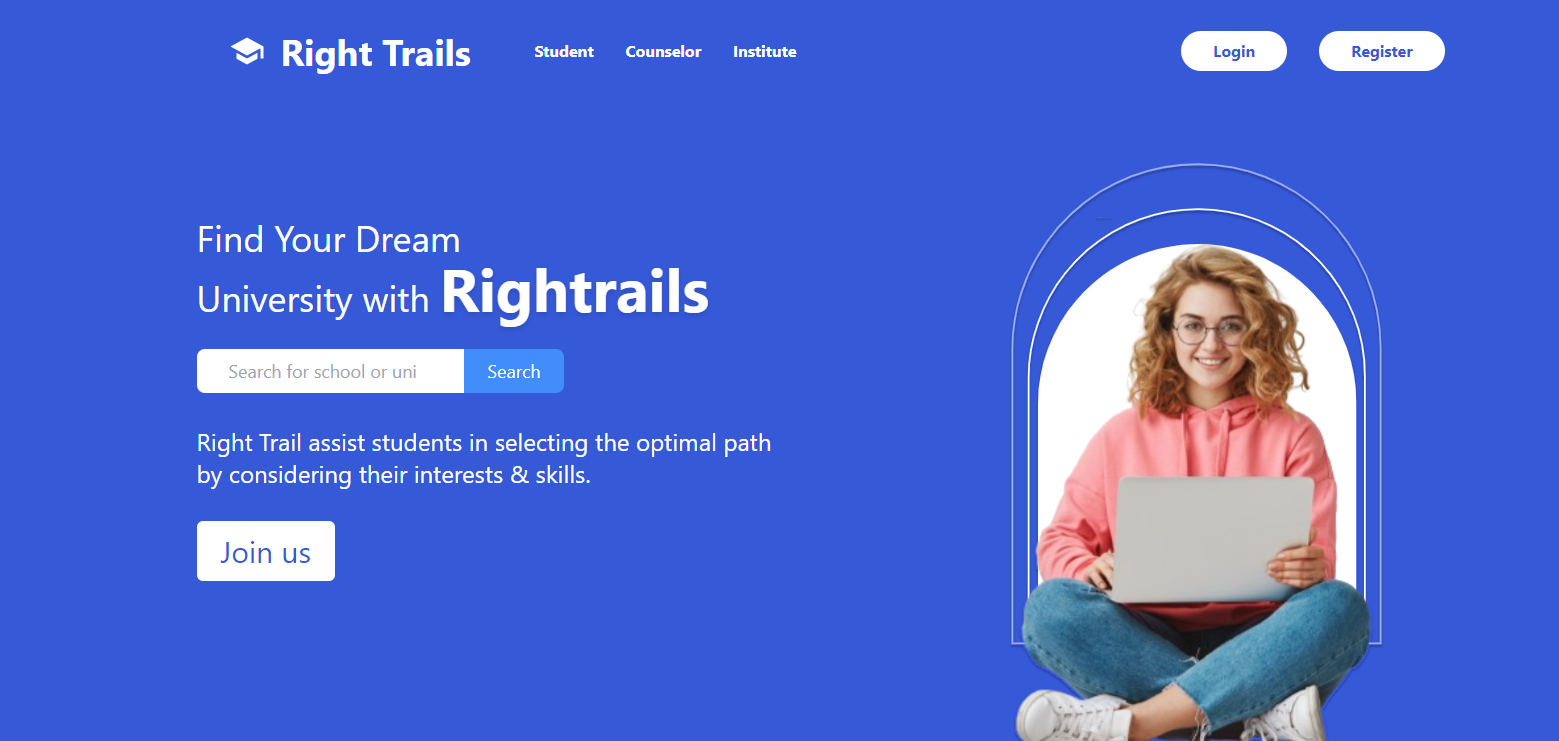 Right Trails
Student
Counselor
Institute
Login
Register
Find Your Dream
University with Rightrails
Search for school or uni
Search
Right Trail assist students in selecting the optimal path
by considering their interests & skills.
Join us